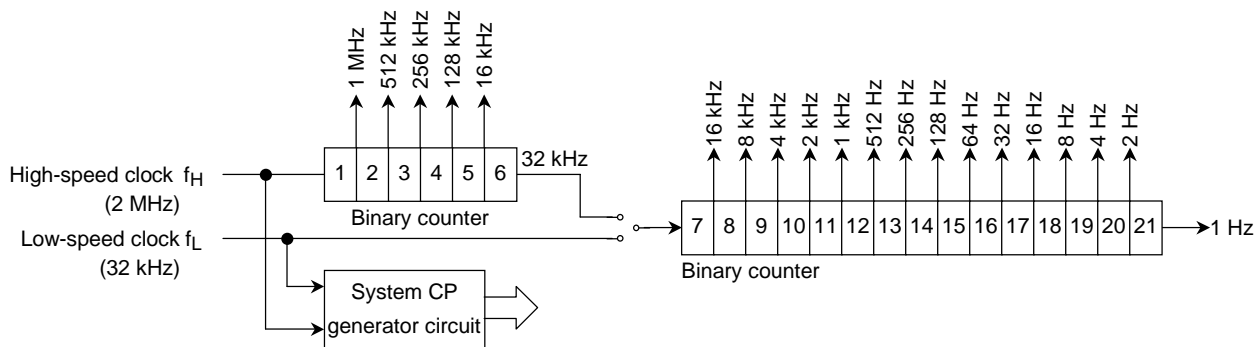 1 MHz
512 kHz
256 kHz
128 kHz
16 kHz
16 kHz
8 kHz
4 kHz
2 kHz
1 kHz
512 Hz
256 Hz
128 Hz
64 Hz
32 Hz
16 Hz
8 Hz
4 Hz
2 Hz
High-speed clock fH
(2 MHz)
1 2 3 4 5 6
32 kHz
Binary counter
Low-speed clock fL
(32 kHz)
7 8 9 10 11 12 13 14 15 16 17 18 19 20 21
1 Hz
Binary counter
System CP
generator circuit